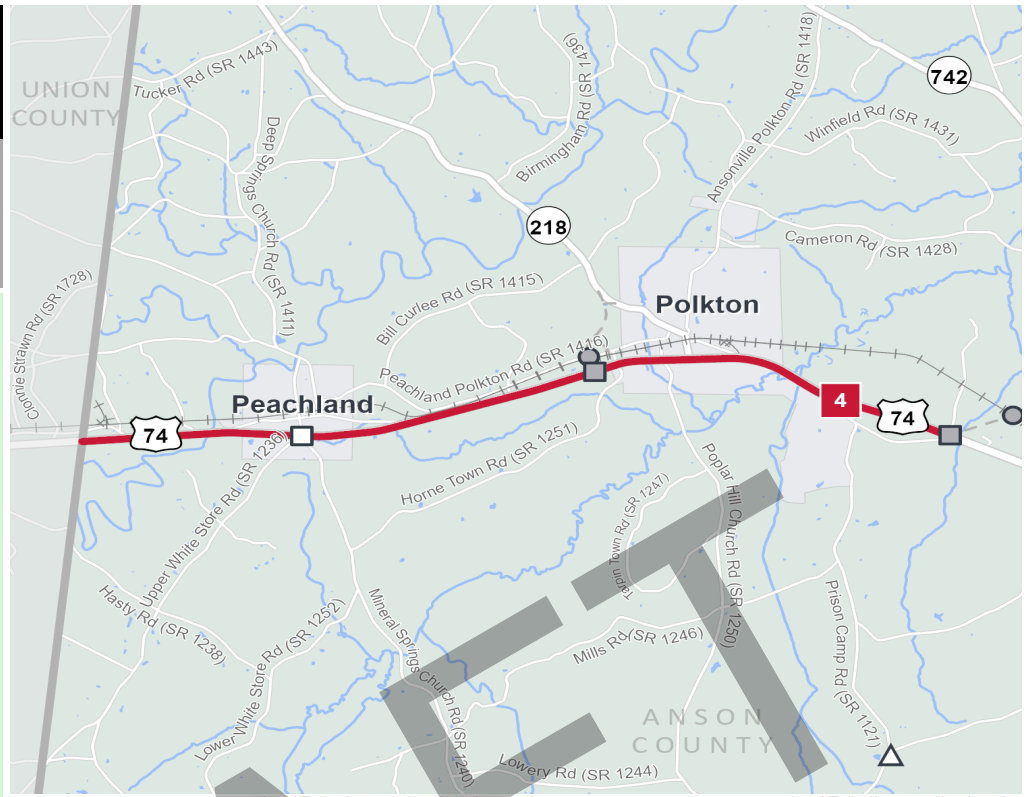 UNION
COUNTY
Tucker Rd (SR 1443)
Birmingham Rd (SR 1436)
Ansonville Polkton Rd (SR 1418)
742
Winfield Rd (SR 1431)
Deep Springs Church Rd (SR 1411)
218
Cameron Rd (SR 1428)
Clonnie Strawn Rd (SR 1728)
Bill Curlee Rd (SR 1415)
Polkton
Peachland Polkton Rd (SR 1416)
Peachland
4
74
74
Horne Town Rd (SR 1251)
Upper White Store Rd (SR 1236)
Poplar Hill Church Rd (SR 1250)
Tarpin Town Rd (SR 1247)
Hasty Rd (SR 1238)
Lower White Store Rd (SR 1252)
Mineral Springs Church Rd (SR 1240)
Mills Rd (SR 1246)
Prison Camp Rd (SR 1121)
ANSON
COUNTY
Lowery Rd (SR 1244)
ET